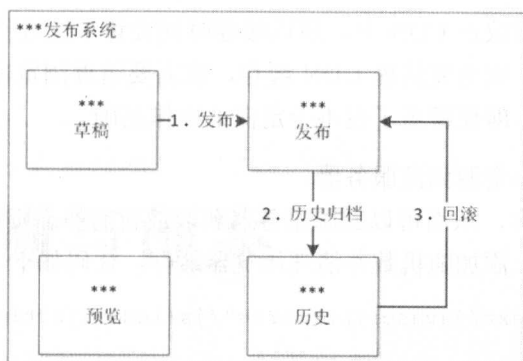 ***发布系统
***
草稿
1. 发布
***
发布
2. 历史归档
3. 回滚
***
预览
***
历史